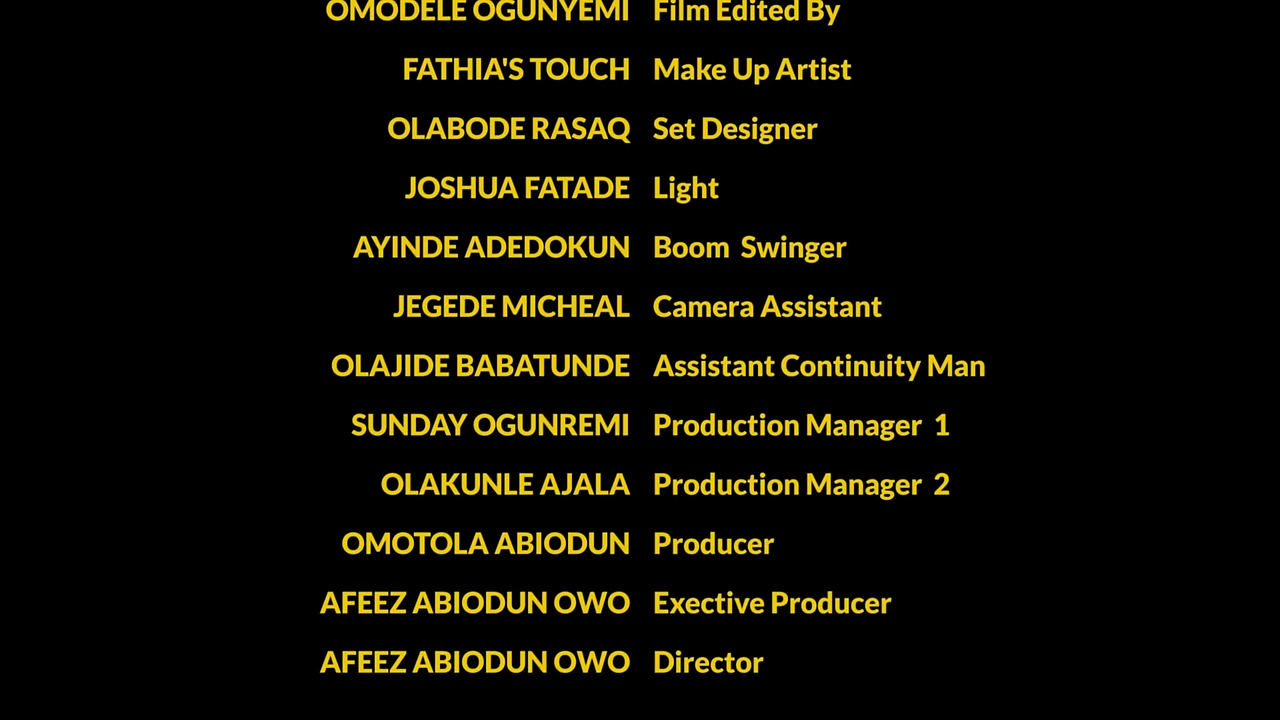 OMODELE OGUNYEMI Film Edited By
FATHIA'S TOUCH Make Up Artist
OLABODE RASAQ Set Designer
JOSHUA FATADE Light
AYINDE ADEDOKUN Boom  Swinger
JEGEDE MICHEAL Camera Assistant
OLAJIDE BABATUNDE Assistant Continuity Man
SUNDAY OGUNREMI Production Manager  1
OLAKUNLE AJALA Production Manager  2
OMOTOLA ABIODUN Producer
AFEEZ ABIODUN OWO Exective Producer
AFEEZ ABIODUN OWO Director